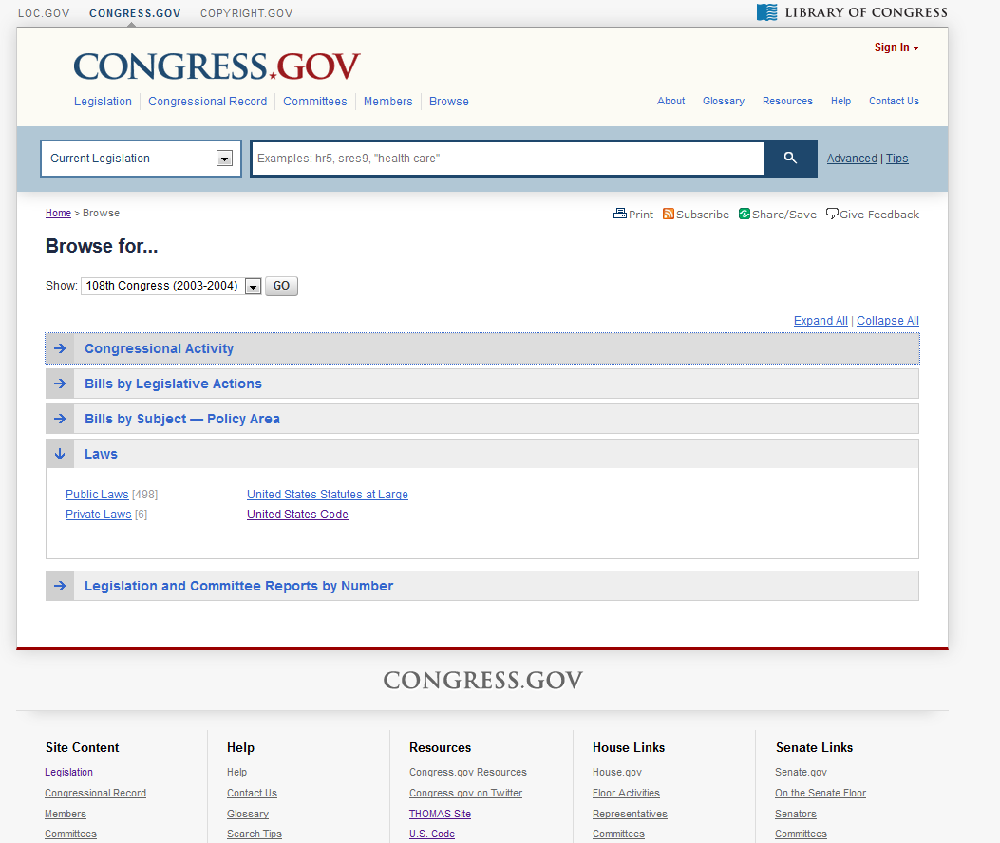 LOC.GOV CONGRESS.GOV COPYRIGHT.GOV LIBRARY OF CONGRESS
Sign In
CONGRESS.GOV
Legislation Congressional Record Committees Members Browse About Glossary Resources Help Contact Us
Current Legislation Examples: hr5, sres9, "health care" Advanced | Tips
Home > Browse Print Subscribe Share/Save Give Feedback
Browse for...
Show: 108th Congress (2003-2004) GO
Expand All | Collapse All
Congressional Activity
Bills by Legislative Actions
Bills by Subject — Policy Area
Laws
Public Laws [498] United States Statutes at Large
Private Laws [6] United States Code
Legislation and Committee Reports by Number
CONGRESS.GOV
Site Content Help Resources House Links Senate Links
Legislation Help Congress.gov Resources House.gov Senate.gov
Congressional Record Contact Us Congress.gov on Twitter Floor Activities On the Senate Floor
Members Glossary THOMAS Site Representatives Senators
Committees Search Tips U.S. Code Committees Committees